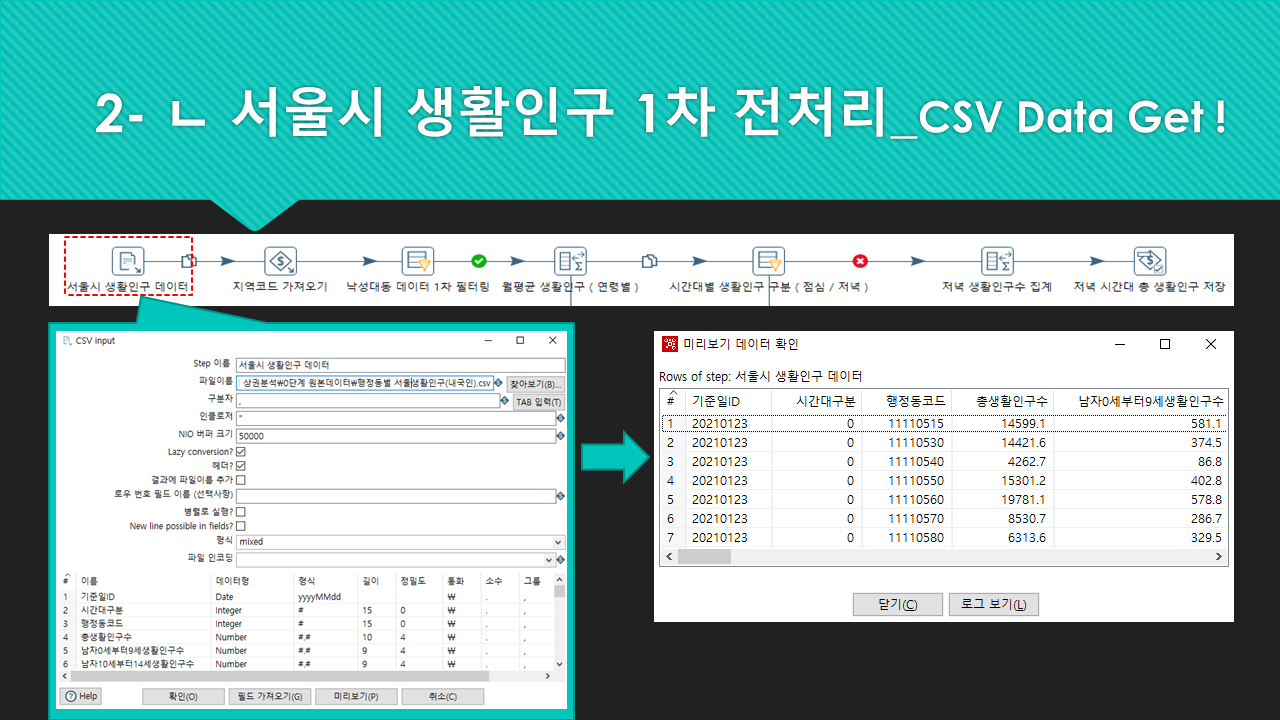 2- ㄴ 서울시 생활인구 1차 전처리_CSV Data Get !
서울시 생활인구 데이터 지역코드 가져오기 낙성대동 데이터 1차 필터링 월평균 생활인구 ( 연령별 ) 시간대별 생활인구 구분 ( 점심 / 저녁 ) 저녁 생활인구수 집계 저녁 시간대 총 생활인구 저장
CSV input
Step 이름 서울시 생활인구 데이터
파일이름 : 상권분석₩0단계 원본데이터₩행정동별 서울생활인구(내국인).csv 찾아보기(B)...
구분자 , TAB 입력(T)
인클로저 "
NIO 버퍼 크기 50000
Lazy conversion?
헤더?
결과에 파일이름 추가
로우 번호 필드 이름 (선택사항)
병렬로 실행?
New line possible in fields?
형식 mixed
파일 인코딩
# 이름 데이터형 형식 길이 정밀도 통화 소수 그룹
1 기준일ID Date yyyyMMdd ₩ . ,
2 시간대구분 Integer # 15 0 ₩ . ,
3 행정동코드 Integer # 15 0 ₩ . ,
4 총생활인구수 Number #.# 10 4 ₩ . ,
5 남자0세부터9세생활인구수 Number #.# 9 4 ₩ . ,
6 남자10세부터14세생활인구수 Number #.# 9 4 ₩ . ,
Help 확인(O) 필드 가져오기(G) 미리보기(P) 취소(C)
미리보기 데이터 확인
Rows of step: 서울시 생활인구 데이터
# 기준일ID 시간대구분 행정동코드 총생활인구수 남자0세부터9세생활인구수
1 20210123 0 11110515 14599.1 581.1
2 20210123 0 11110530 14421.6 374.5
3 20210123 0 11110540 4262.7 86.8
4 20210123 0 11110550 15301.2 402.8
5 20210123 0 11110560 19781.1 578.8
6 20210123 0 11110570 8530.7 286.7
7 20210123 0 11110580 6313.6 329.5
닫기(C) 로그 보기(L)